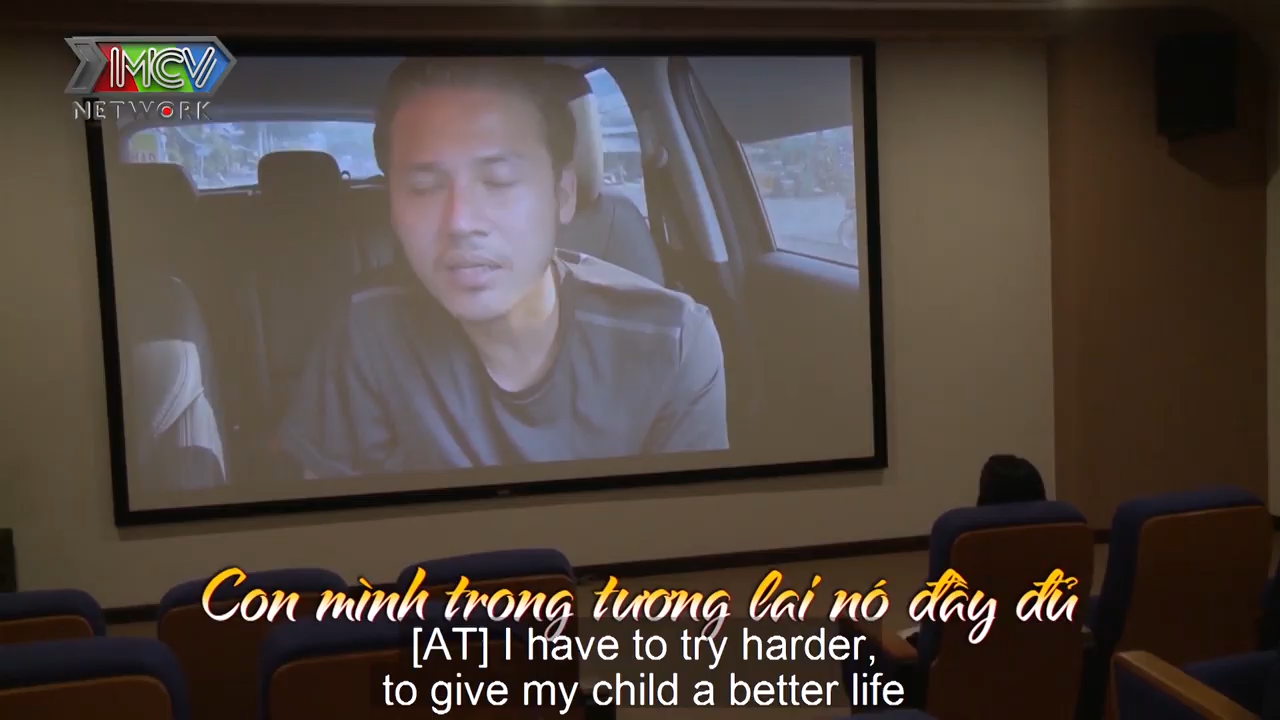 MCV
NETWORK
Con mình trong tương lai nó đầy đủ
[AT] I have to try harder,
to give my child a better life